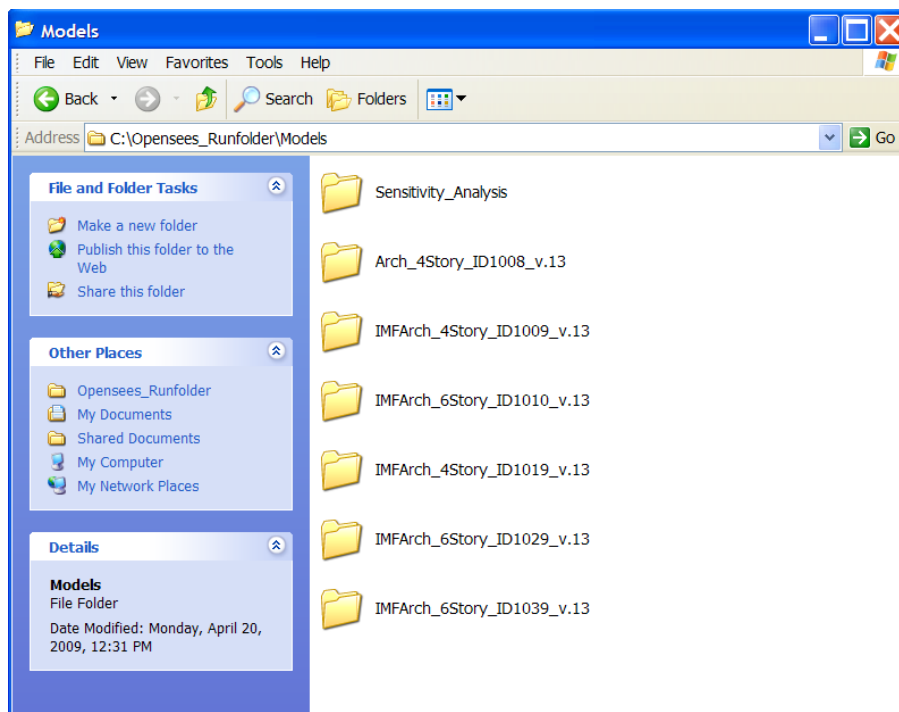 Models
File Edit View Favorites Tools Help
Back Search Folders
Address C:\Opensees_Runfolder\Models Go
File and Folder Tasks
Make a new folder
Publish this folder to the
Web
Share this folder
Other Places
Opensees_Runfolder
My Documents
Shared Documents
My Computer
My Network Places
Details
Models
File Folder
Date Modified: Monday, April 20,
2009, 12:31 PM
Sensitivity_Analysis
Arch_4Story_ID1008_v.13
IMFArch_4Story_ID1009_v.13
IMFArch_6Story_ID1010_v.13
IMFArch_4Story_ID1019_v.13
IMFArch_6Story_ID1029_v.13
IMFArch_6Story_ID1039_v.13